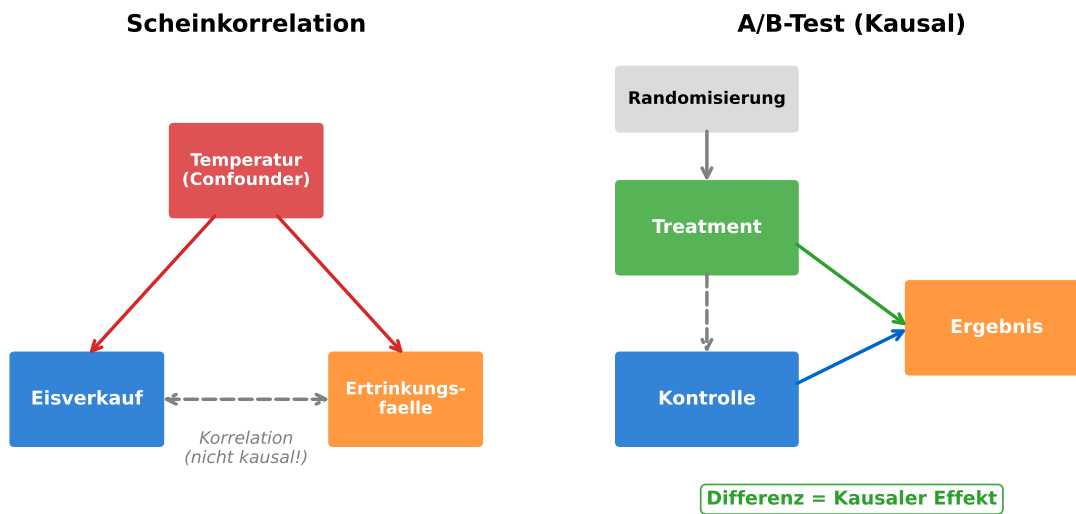 Scheinkorrelation
Temperatur
(Confounder)
Eisverkauf
Ertrinkungs-
faelle
Korrelation
(nicht kausal!)
A/B-Test (Kausal)
Randomisierung
Treatment
Ergebnis
Kontrolle
Differenz = Kausaler Effekt